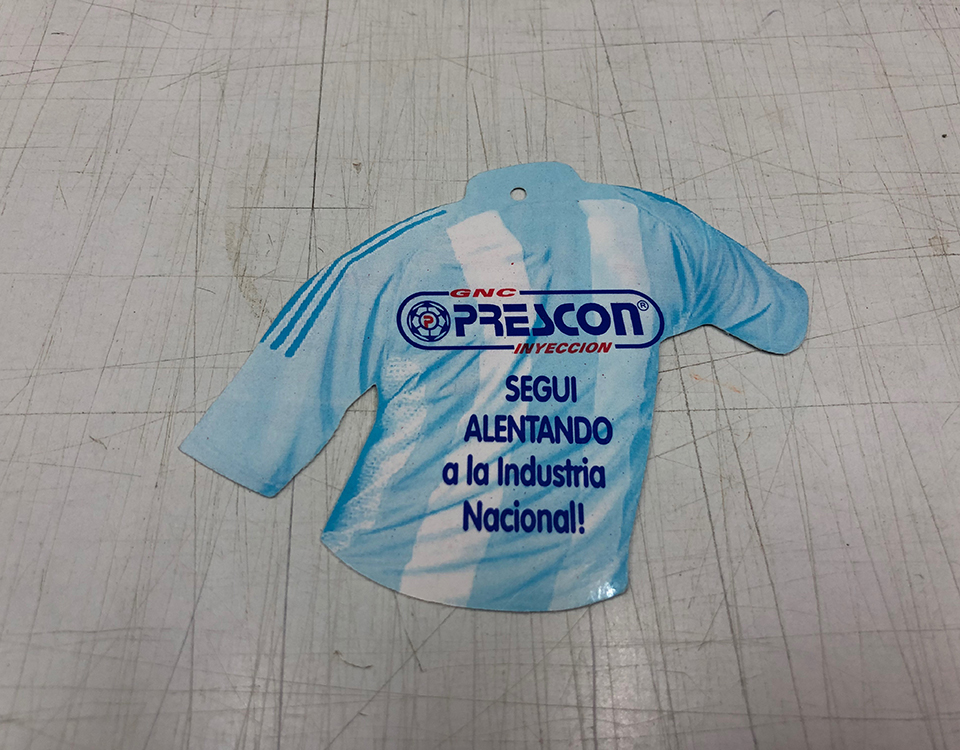 GNC
PRESCON®
INYECCION
SEGUI
ALENTANDO
a la Industria
Nacional!